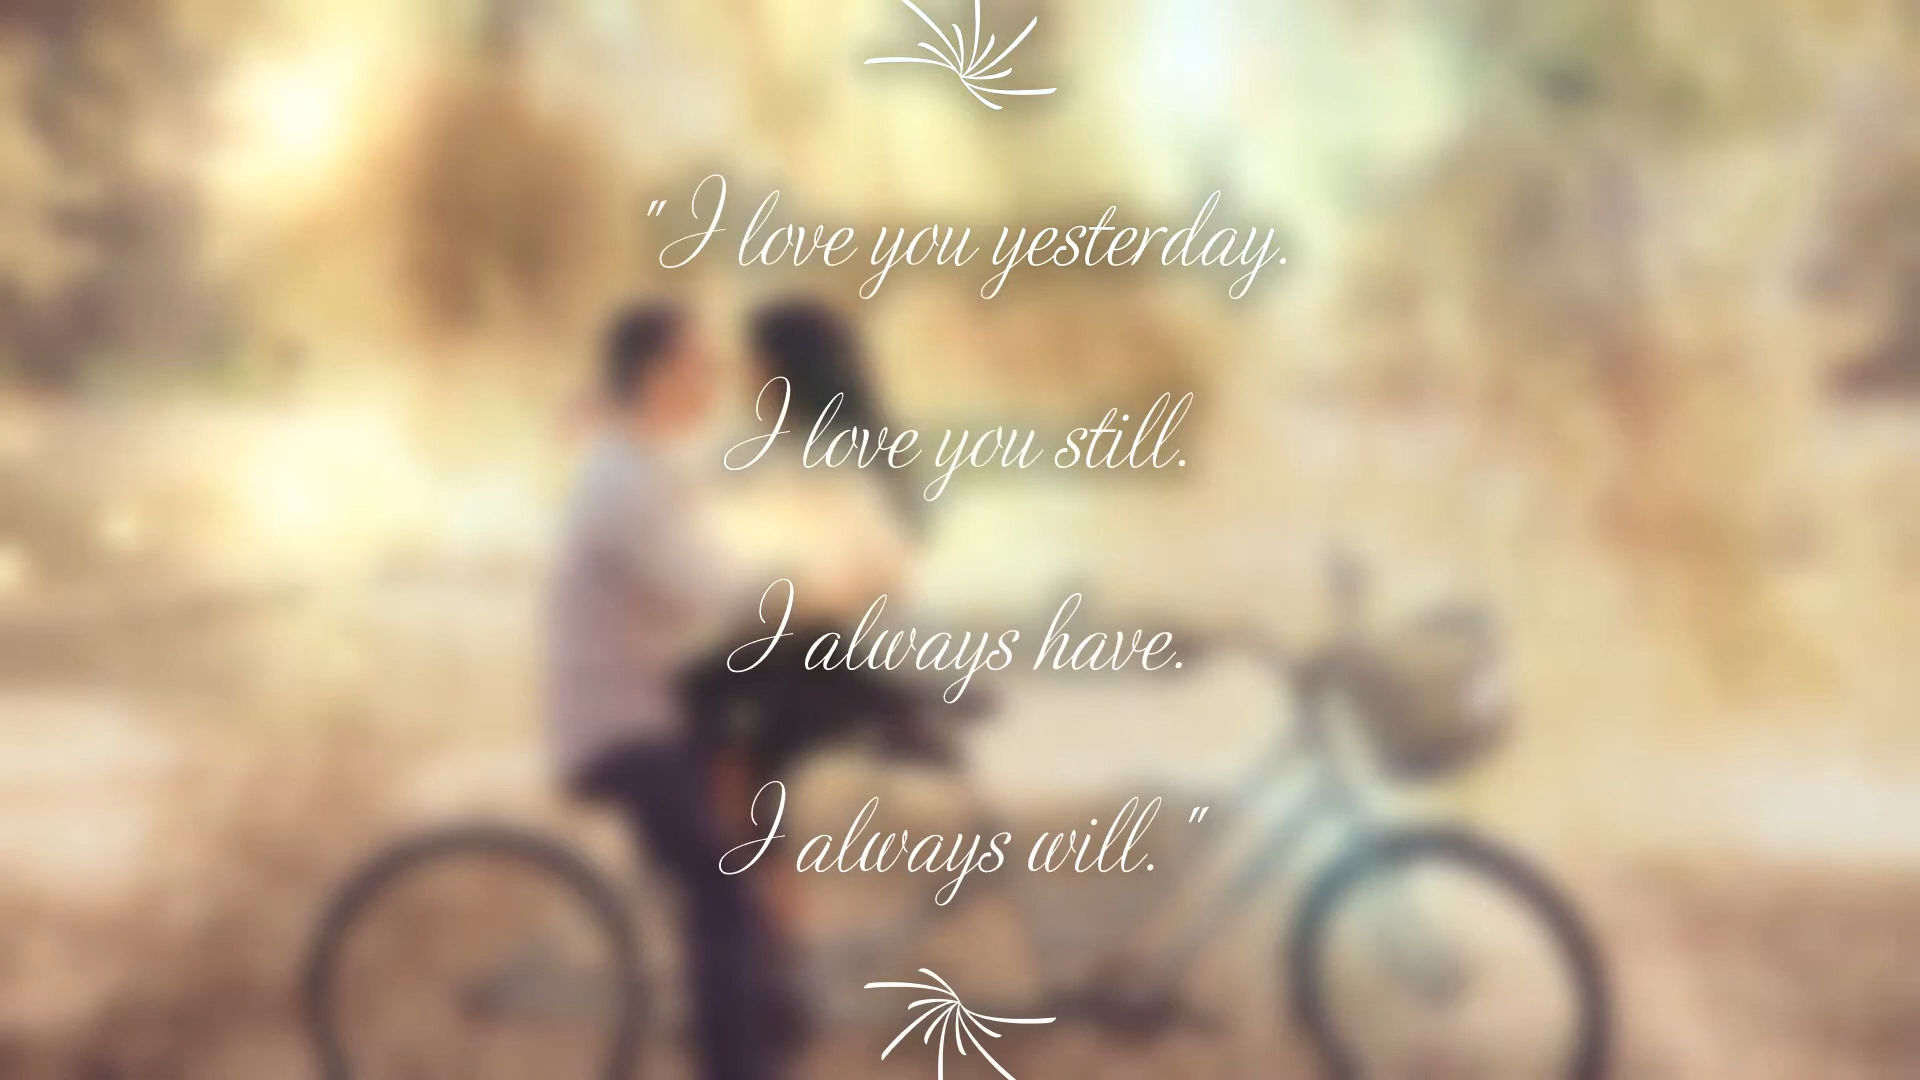 "I love you yesterday.
I love you still.
I always have.
I always will."